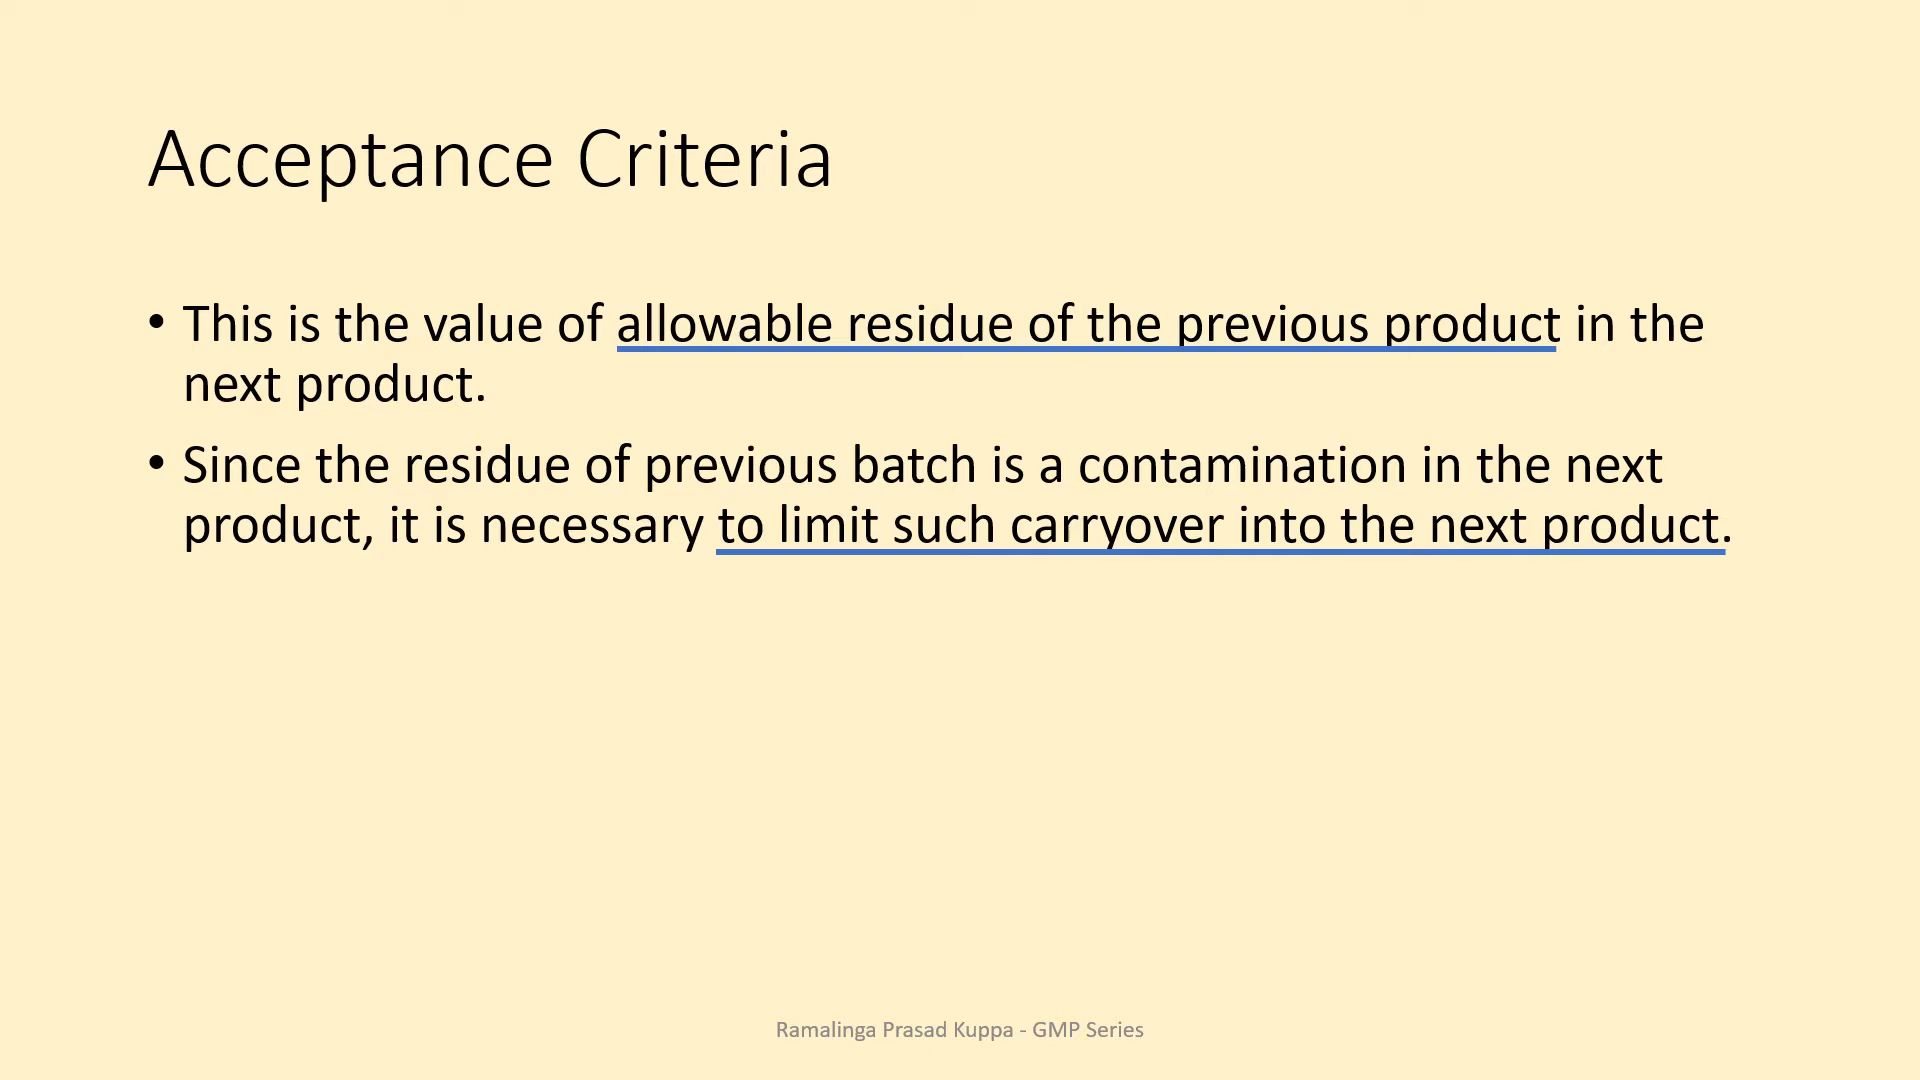 Acceptance Criteria
• This is the value of allowable residue of the previous product in the
next product.
• Since the residue of previous batch is a contamination in the next
product, it is necessary to limit such carryover into the next product.
Ramalinga Prasad Kuppa - GMP Series